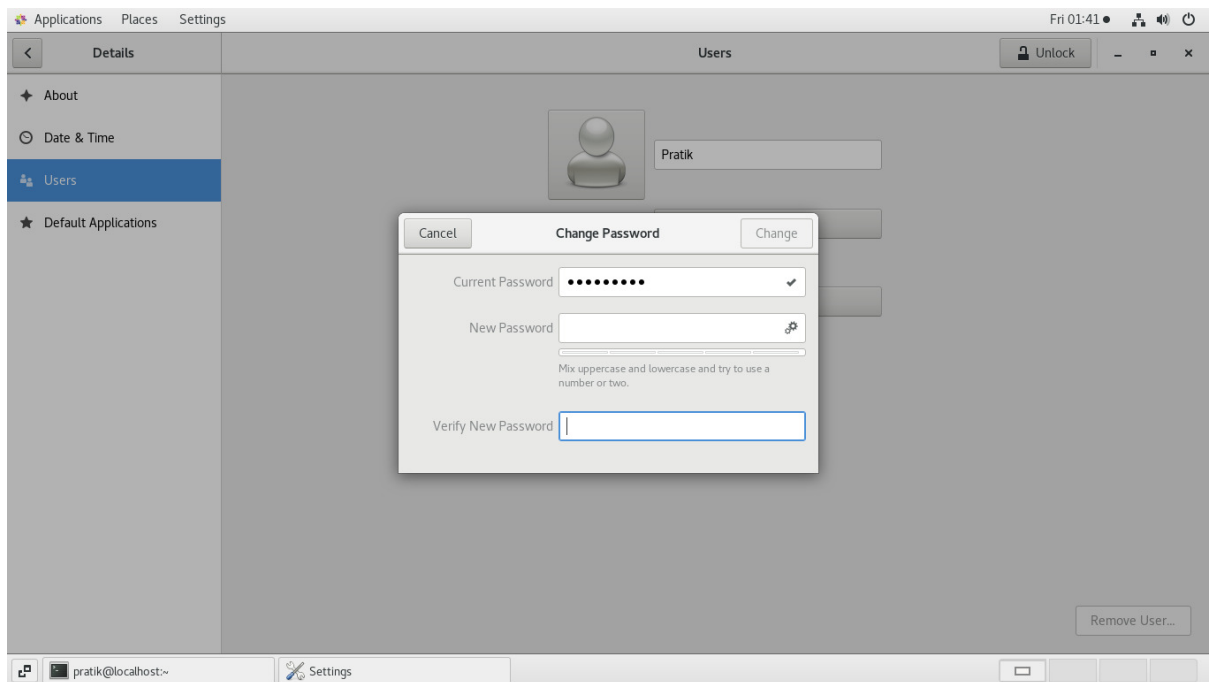 Applications Places Settings Fri 01:41
Details Users Unlock
About
Date & Time
Users
Default Applications
Pratik
Cancel Change Password Change
Current Password •••••••••
New Password
Mix uppercase and lowercase and try to use a
number or two.
Verify New Password
Remove User...
pratik@localhost:~ Settings